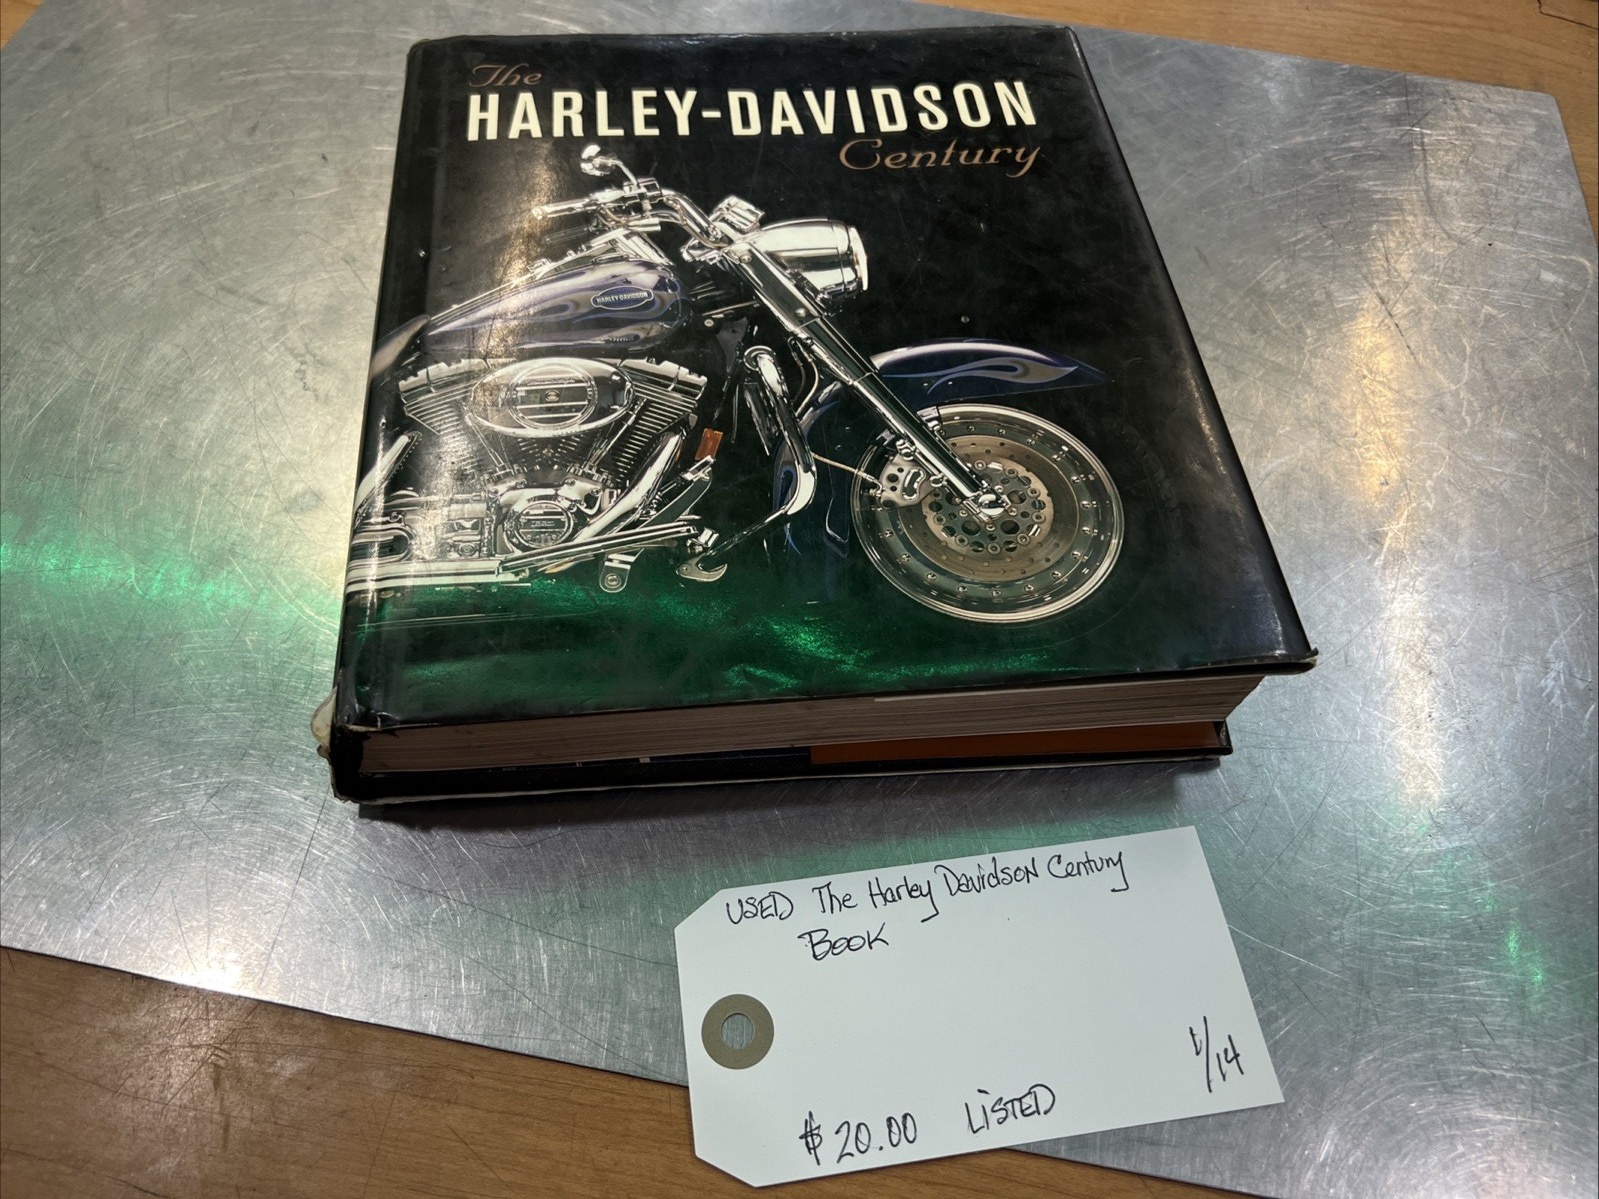 The
HARLEY-DAVIDSON
Century
HARLEY-DAVIDSON
USED The Harley Davidson Century
Book
1/14
$20.00 LISTED